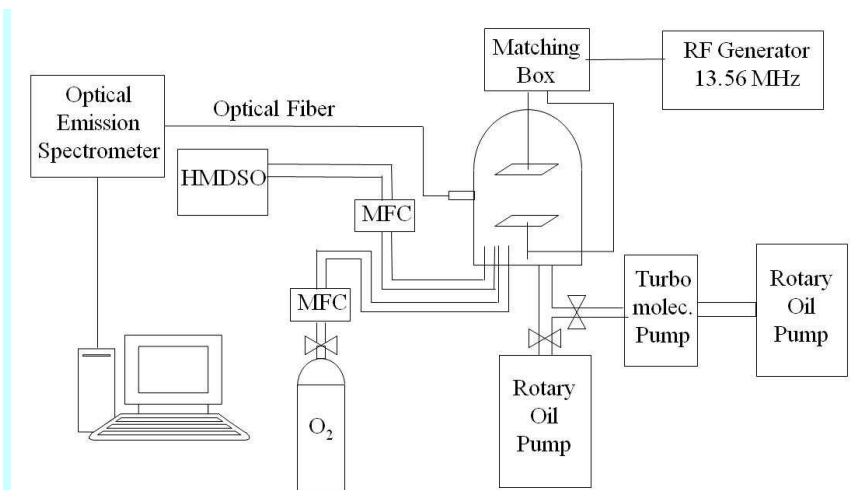 Matching
Box
RF Generator
13.56 MHz
Optical
Emission
Spectrometer
Optical Fiber
HMDSO
MFC
MFC
Turbo
molec.
Pump
Rotary
Oil
Pump
Rotary
Oil
Pump
O₂